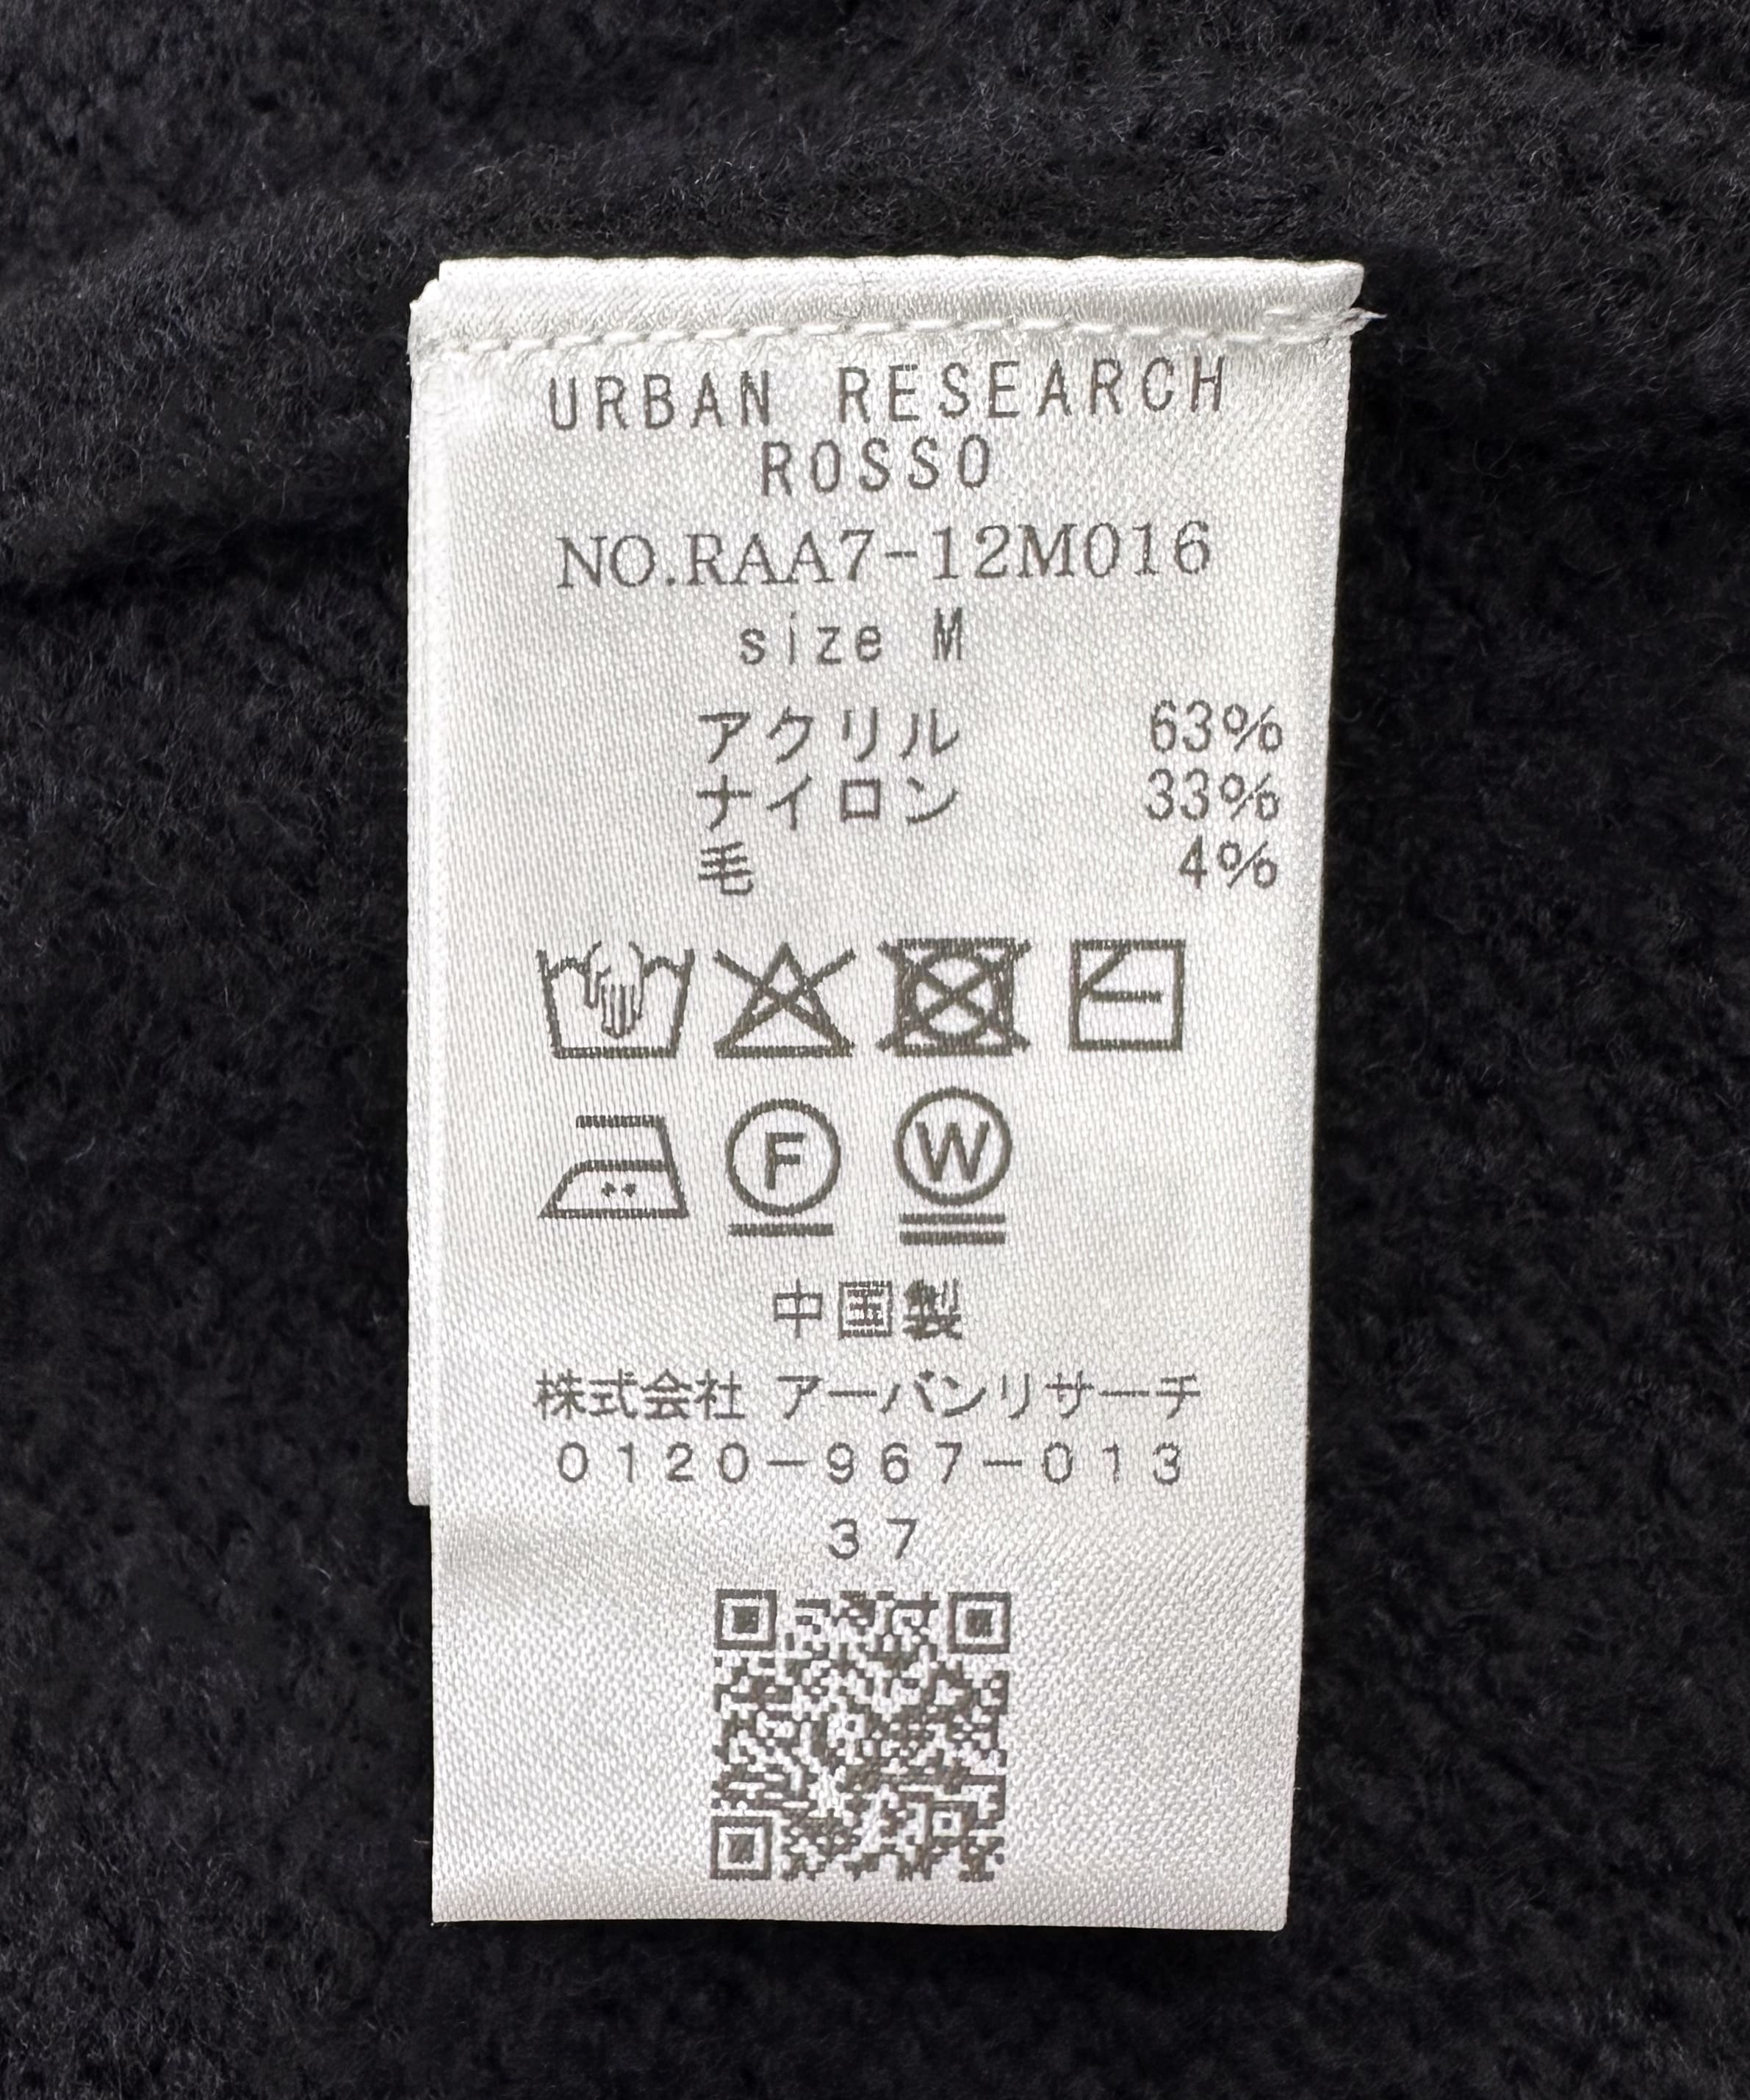 URBAN RESEARCH
ROSSO
NO.RAA7-12M016
size M
アクリル 63%
ナイロン 33%
毛 4%
F W
中国製
株式会社 アーバンリサーチ
0120-967-013
37